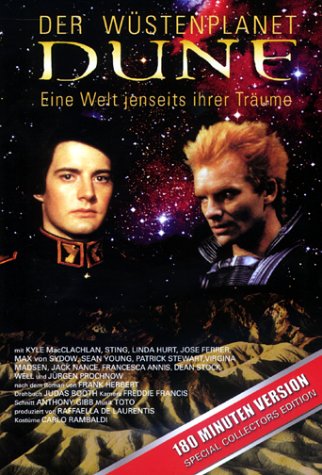 DER WÜSTENPLANET
DUNE
Eine Welt jenseits ihrer Träume
mit KYLE MacCLACHLAN, STING, LINDA HURT, JOSE FERRER
MAX von SYDOW, SEAN YOUNG, PATRICK STEWART, VIRGINA
MADSEN, JACK NANCE, FRANCESCA ANNIS, DEAN STOCK
WELL und JÜRGEN PROCHNOW
nach dem Roman von FRANK HERBERT
Drehbuch JUDAS BOOTH Kamera FREDDIE FRANCIS
Schnitt ANTHONY GIBB Musik TOTO
produziert von RAFFAELLA DE LAURENTIS
Kostüme CARLO RAMBALDI
180 MINUTEN VERSION
SPECIAL COLLECTORS EDITION